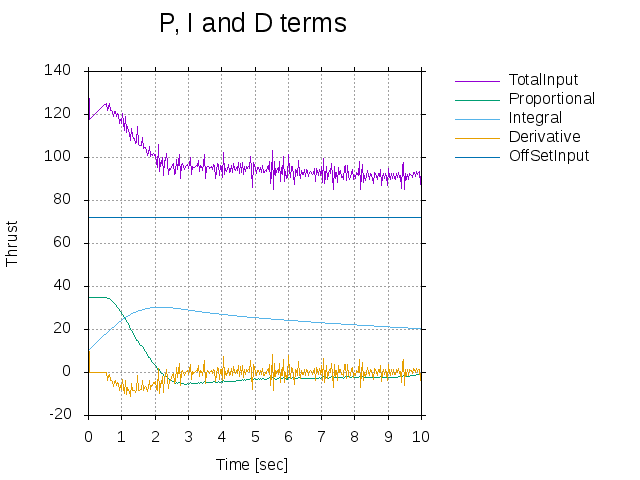 P, I and D terms
140
120
100
80
60
40
20
0
-20
Thrust
0 1 2 3 4 5 6 7 8 9 10
Time [sec]
TotalInput
Proportional
Integral
Derivative
OffSetInput